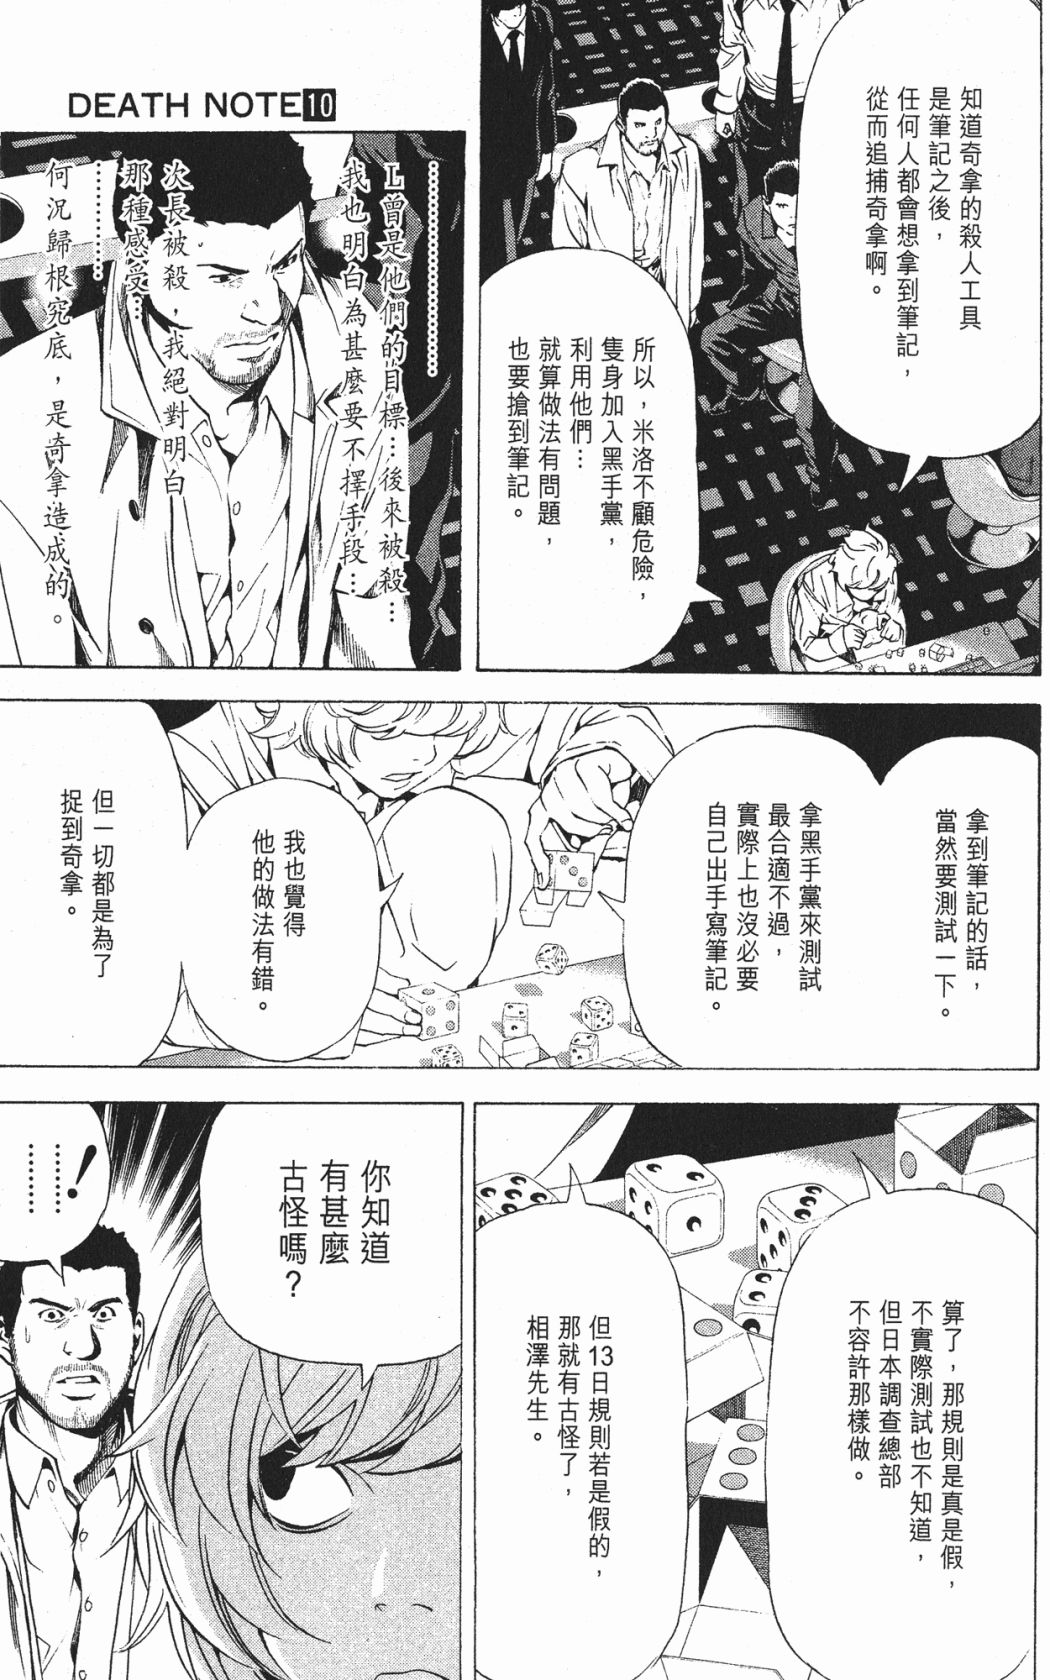 DEATH NOTE 10
知道奇拿的殺人工具
是筆記之後，
任何人都會想拿到筆記，
從而追捕奇拿啊。
所以，米洛不顧危險，
隻身加入黑手黨，
利用他們…
就算做法有問題，
也要搶到筆記。
………………………
L曾是他們的目標…後來被殺…
我也明白為甚麼要不擇手段…
次長被殺，我絕對明白
那種感受…
…………
何況歸根究底，是奇拿造成的。
拿到筆記的話，
當然要測試一下。
拿黑手黨來測試
最合適不過，
實際上也沒必要
自己出手寫筆記。
我也覺得
他的做法有錯。
但一切都是為了
捉到奇拿。
算了，那規則是真是假，
不實際測試也不知道，
但日本調查總部
不容許那樣做。
但13日規則若是假的，
那就有古怪了，
相澤先生。
你知道
有甚麼
古怪嗎？
！
………